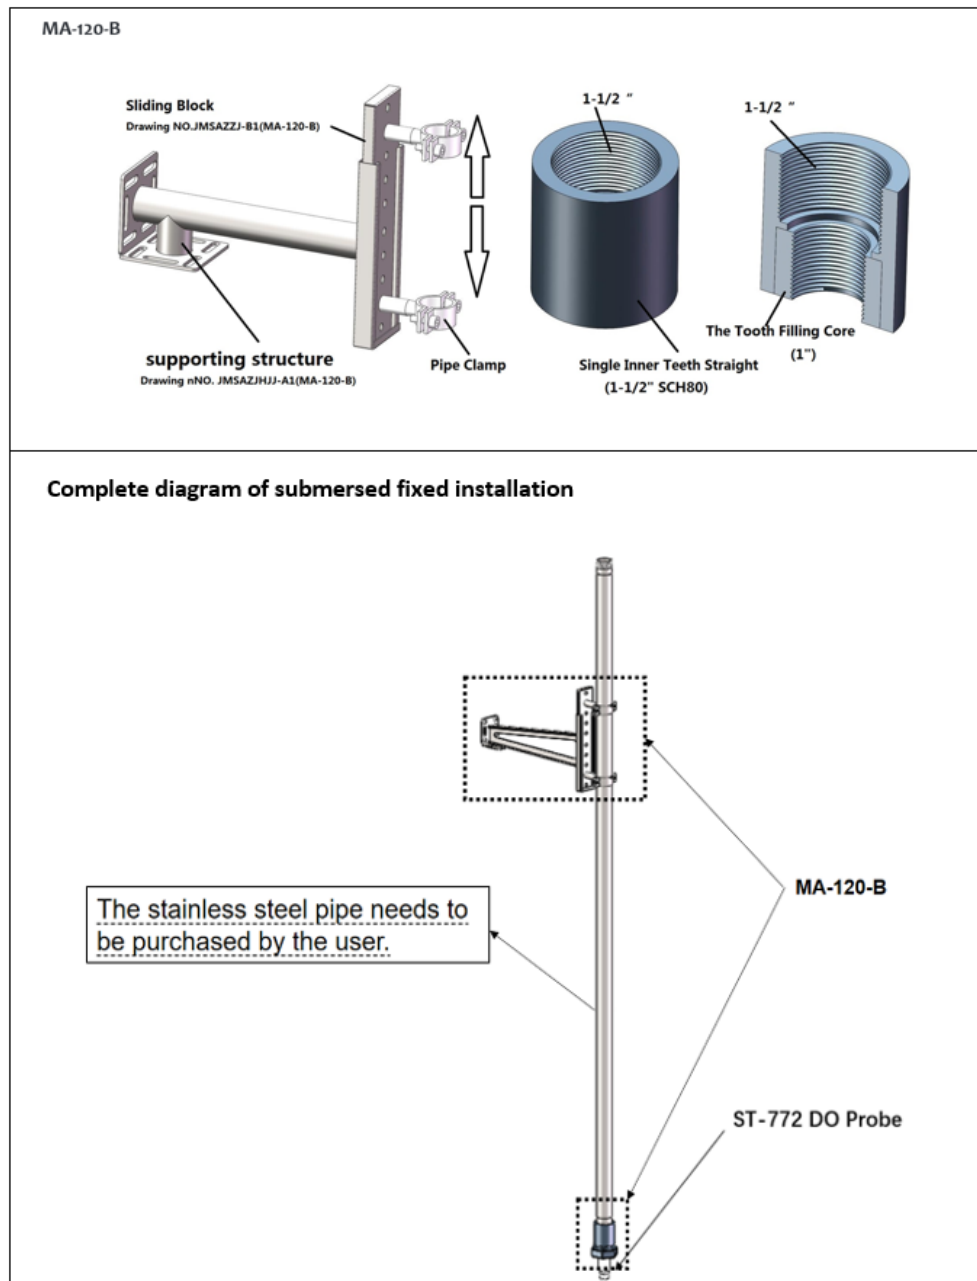 MA-120-B
Sliding Block
Drawing NO.JMSAZZJ-B1(MA-120-B)
supporting structure
Drawing nNO. JMSAZJHJJ-A1(MA-120-B)
Pipe Clamp
1-1/2 "
Single Inner Teeth Straight
(1-1/2" SCH80)
1-1/2 "
The Tooth Filling Core
(1")
Complete diagram of submersed fixed installation
The stainless steel pipe needs to
be purchased by the user.
MA-120-B
ST-772 DO Probe